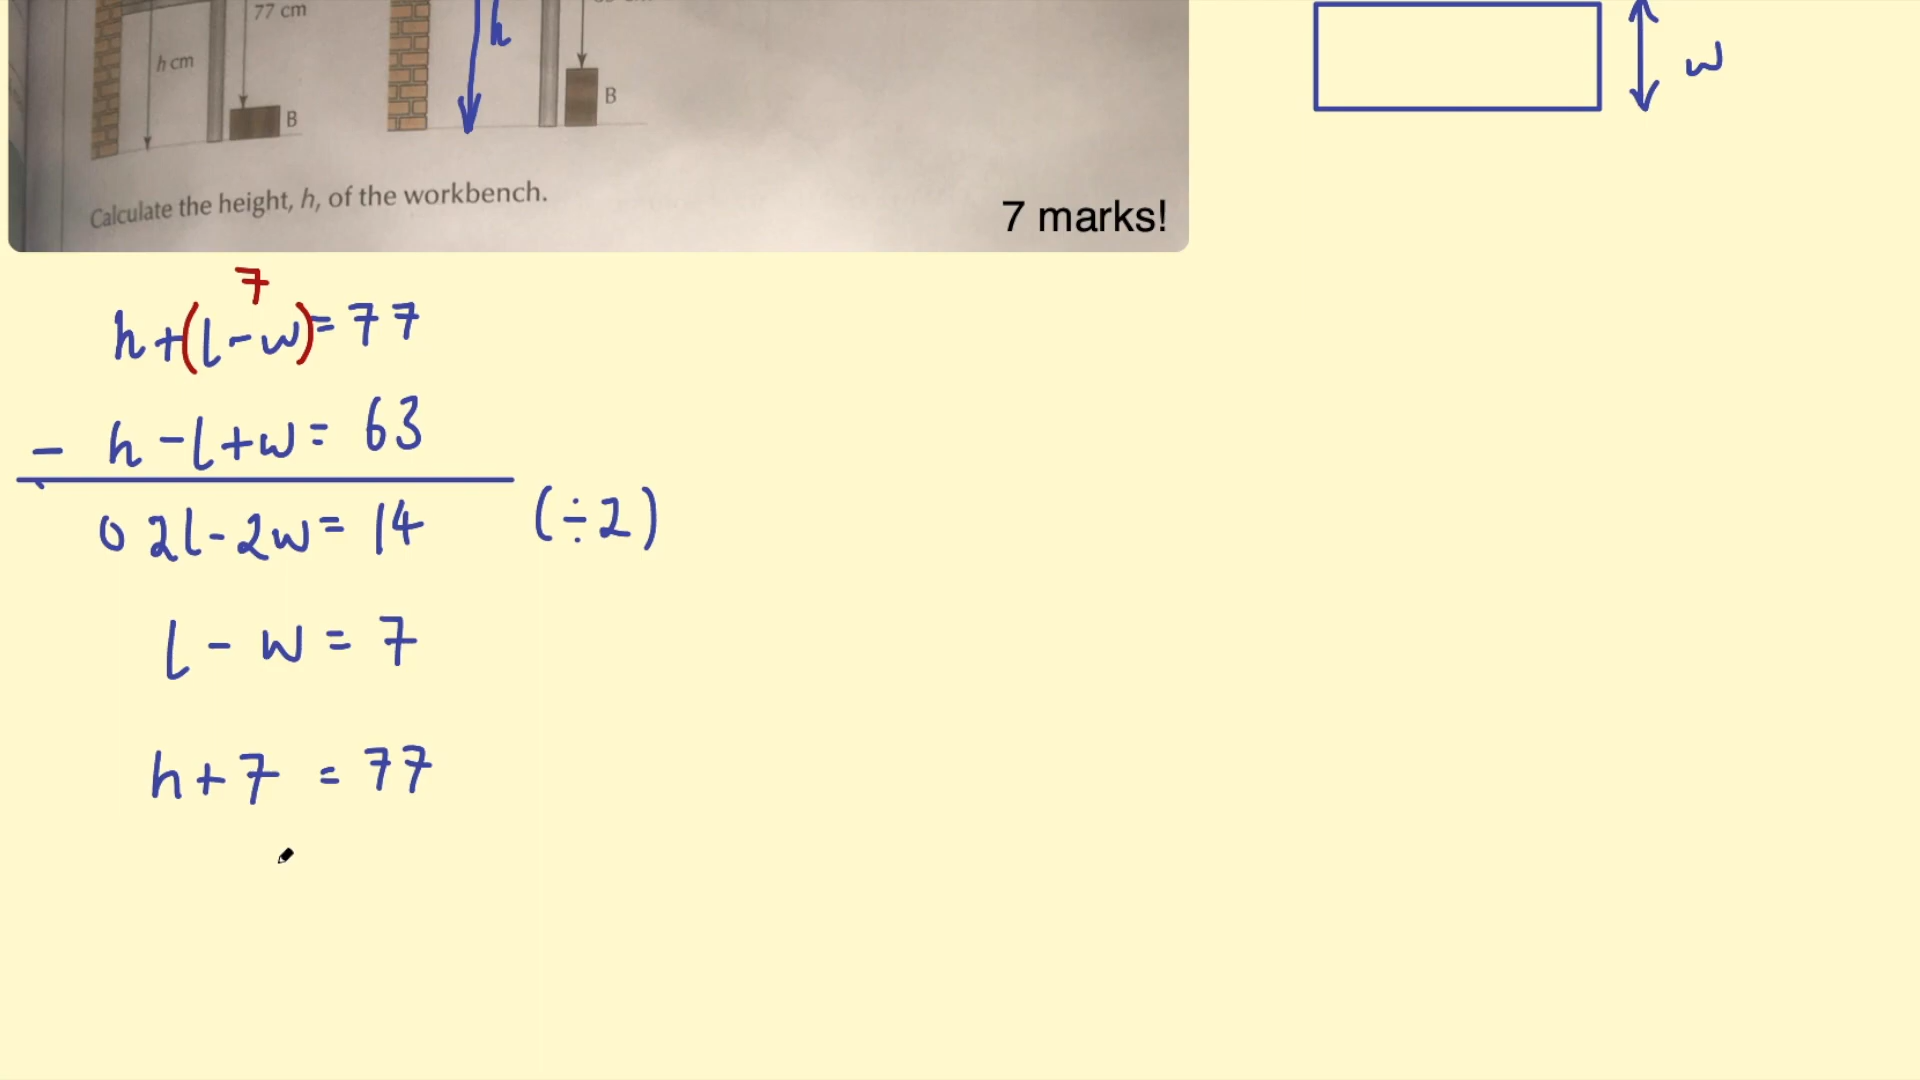 77 cm
h cm
h
B
B
w
Calculate the height, h, of the workbench.
7 marks!
7
h+(l-w)=77
- h-l+w= 63
0 2l-2w= 14 (÷2)
l - w = 7
h+7 = 77